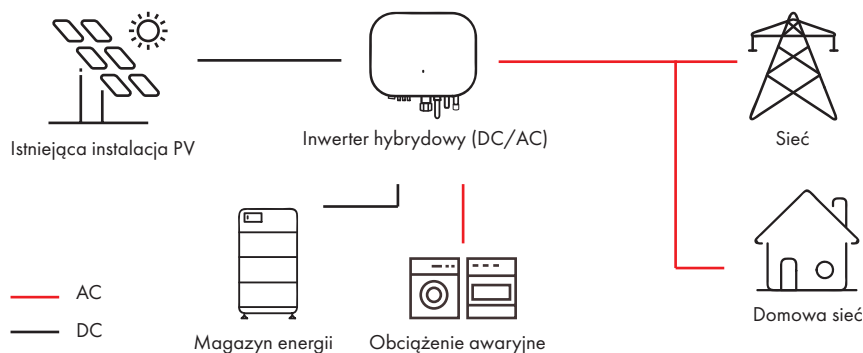 Istniejąca instalacja PV
Inwerter hybrydowy (DC/AC)
Sieć
AC
DC
Magazyn energii
Obciążenie awaryjne
Domowa sieć